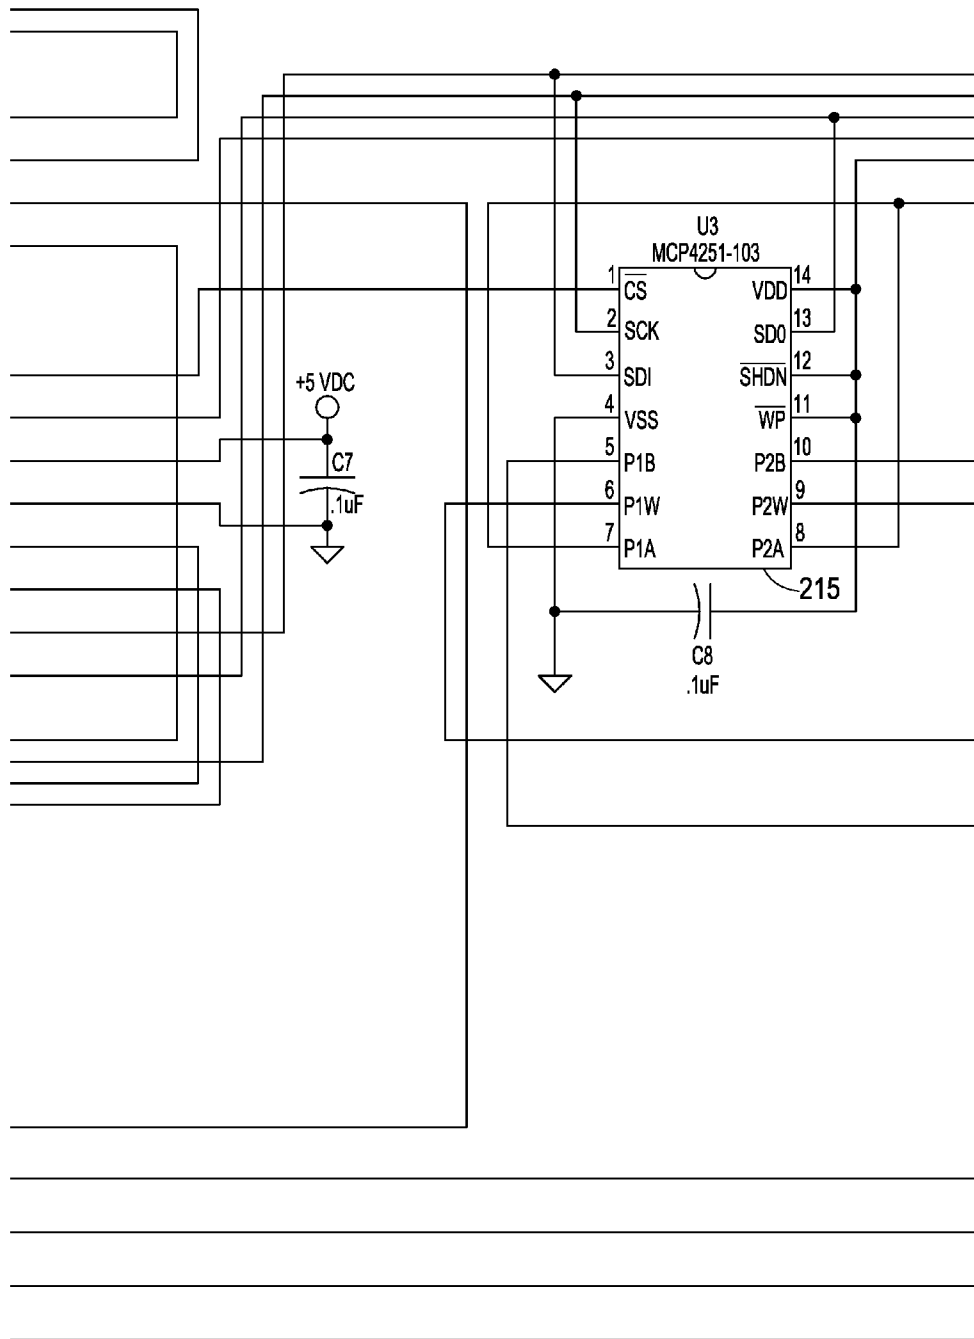 U3
MCP4251-103
1 CS VDD 14
2 SCK SD0 13
3 SDI SHDN 12
4 VSS WP 11
5 P1B P2B 10
6 P1W P2W 9
7 P1A P2A 8
+5 VDC
C7
.1uF
215
C8
.1uF